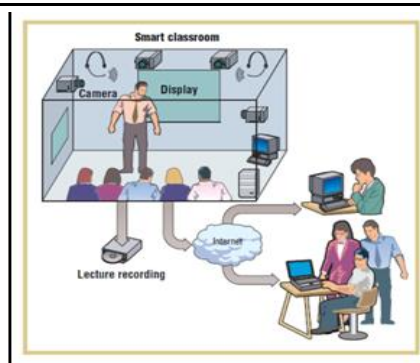 Smart classroom
Camera
Display
Internet
Lecture recording